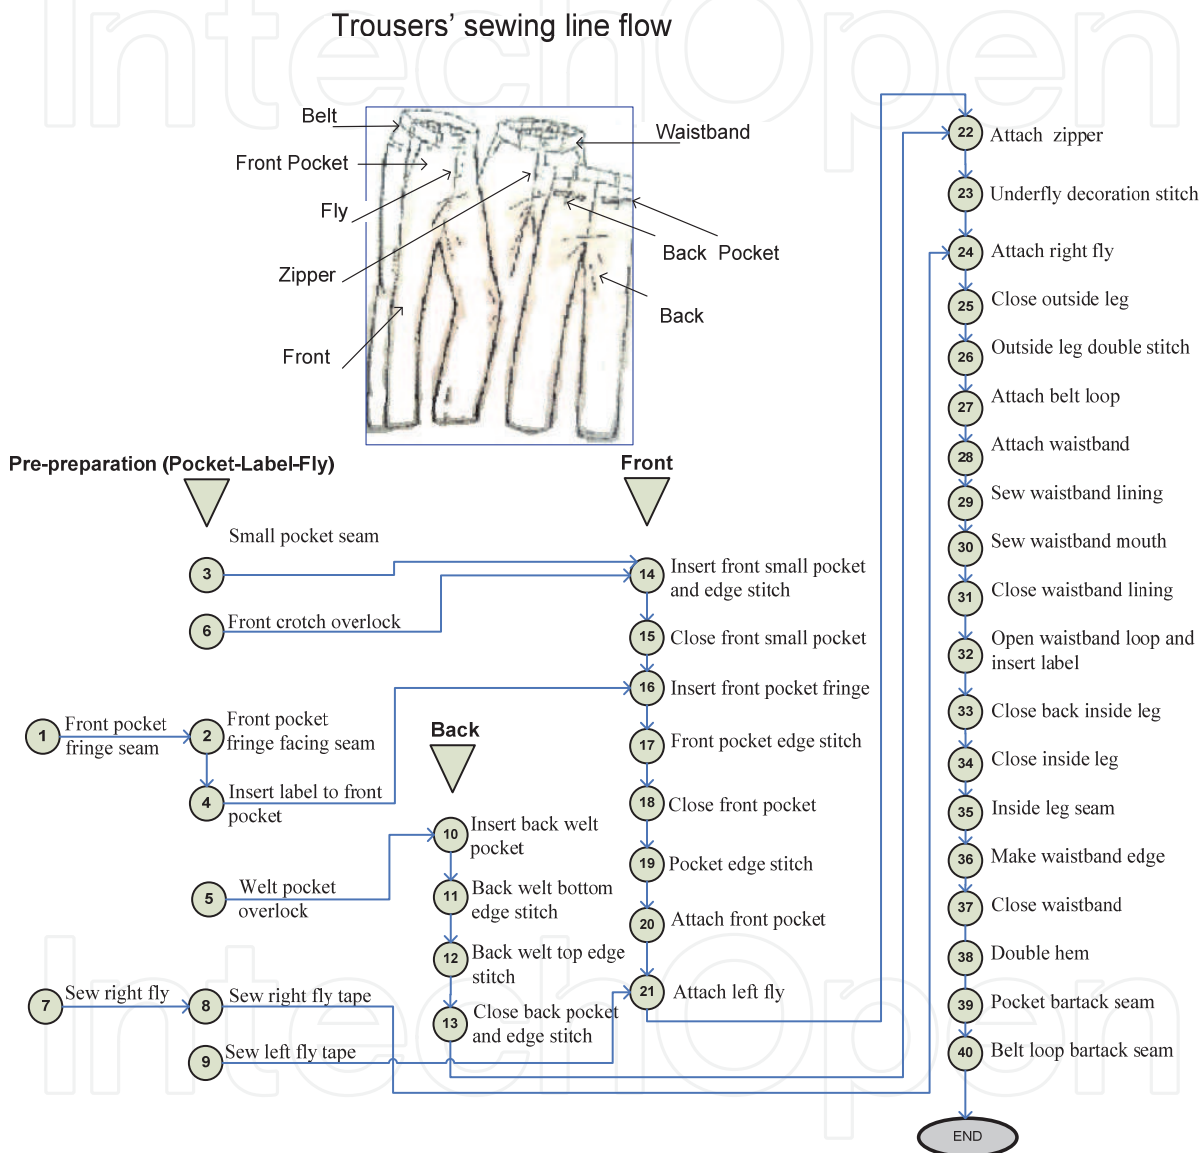 IntechOpen
Trousers’ sewing line flow
Belt
Front Pocket
Fly
Zipper
Front
Waistband
Back Pocket
Back
Pre-preparation (Pocket-Label-Fly)
3
Small pocket seam
6
Front crotch overlock
1
Front pocket
fringe seam
2
Front pocket
fringe facing seam
4
Insert label to front
pocket
5
Welt pocket
overlock
7
Sew right fly
8
Sew right fly tape
9
Sew left fly tape
Back
10
Insert back welt
pocket
11
Back welt bottom
edge stitch
12
Back welt top edge
stitch
13
Close back pocket
and edge stitch
Front
14
Insert front small pocket
and edge stitch
15
Close front small pocket
16
Insert front pocket fringe
17
Front pocket edge stitch
18
Close front pocket
19
Pocket edge stitch
20
Attach front pocket
21
Attach left fly
22
Attach zipper
23
Underfly decoration stitch
24
Attach right fly
25
Close outside leg
26
Outside leg double stitch
27
Attach belt loop
28
Attach waistband
29
Sew waistband lining
30
Sew waistband mouth
31
Close waistband lining
32
Open waistband loop and
insert label
33
Close back inside leg
34
Close inside leg
35
Inside leg seam
36
Make waistband edge
37
Close waistband
38
Double hem
39
Pocket bartack seam
40
Belt loop bartack seam
END
IntechOpen